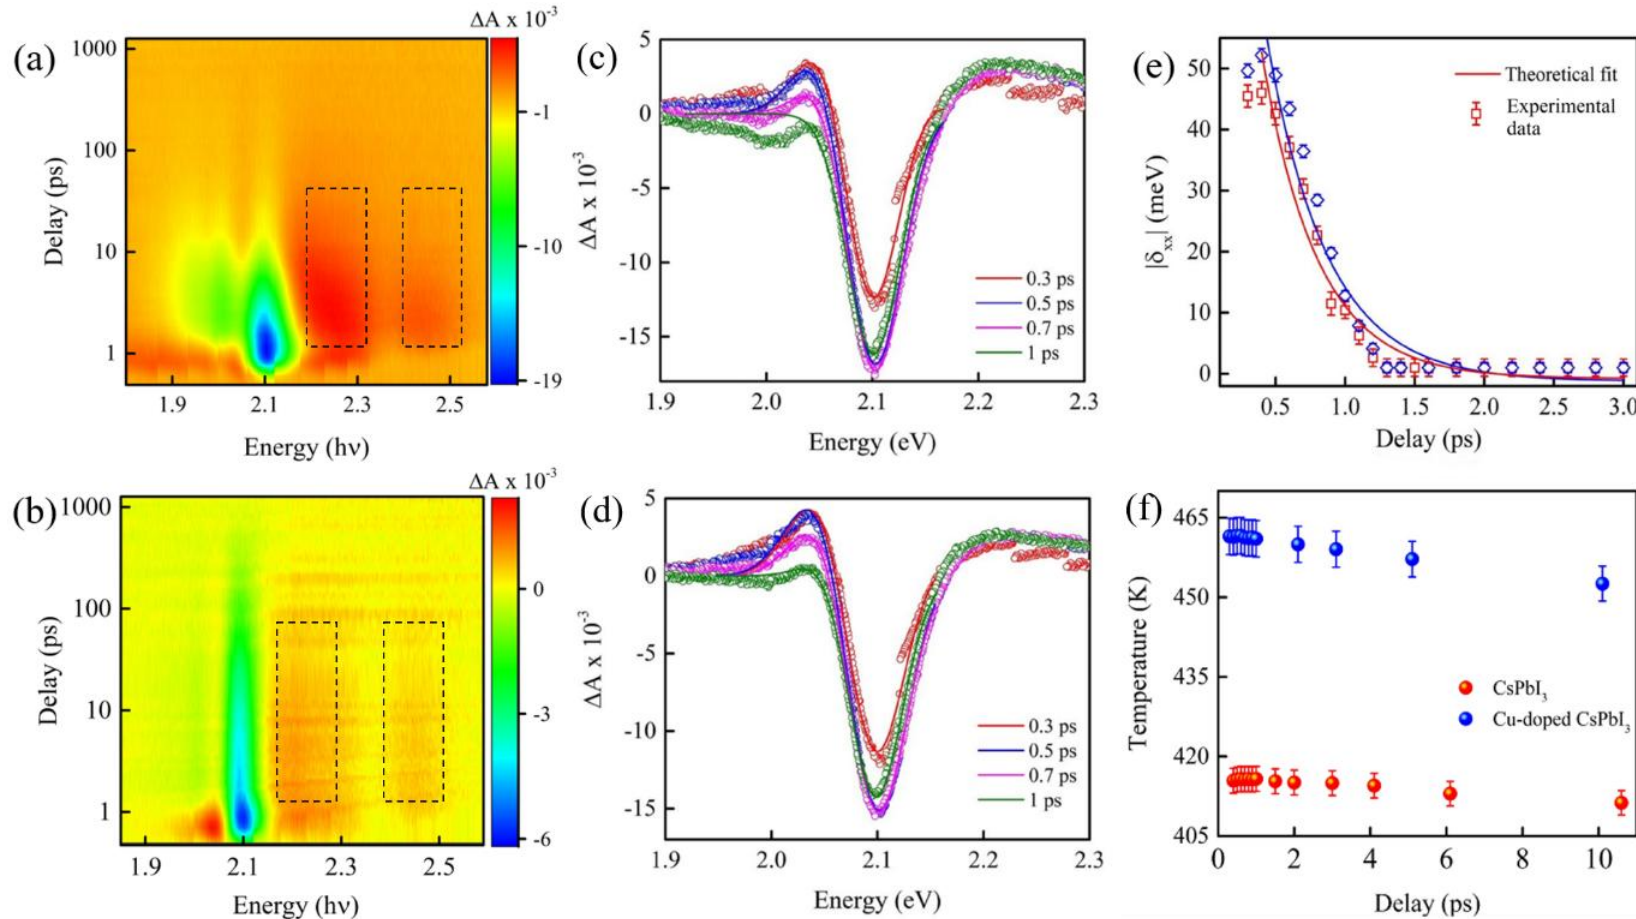 (a)
ΔA x 10⁻³
1000
100
10
1
-1
-10
-19
Delay (ps)
1.9 2.1 2.3 2.5
Energy (hν)
(c)
5
0
-5
-10
-15
ΔA x 10⁻³
0.3 ps
0.5 ps
0.7 ps
1 ps
1.9 2.0 2.1 2.2 2.3
Energy (eV)
(e)
50
40
30
20
10
0
|δₓₓ| (meV)
Theoretical fit
Experimental
data
0.5 1.0 1.5 2.0 2.5 3.0
Delay (ps)
(b)
ΔA x 10⁻³
1000
100
10
1
0
-3
-6
Delay (ps)
1.9 2.1 2.3 2.5
Energy (hν)
(d)
5
0
-5
-10
-15
ΔA x 10⁻³
0.3 ps
0.5 ps
0.7 ps
1 ps
1.9 2.0 2.1 2.2 2.3
Energy (eV)
(f)
465
450
435
420
405
Temperature (K)
CsPbI₃
Cu-doped CsPbI₃
0 2 4 6 8 10
Delay (ps)